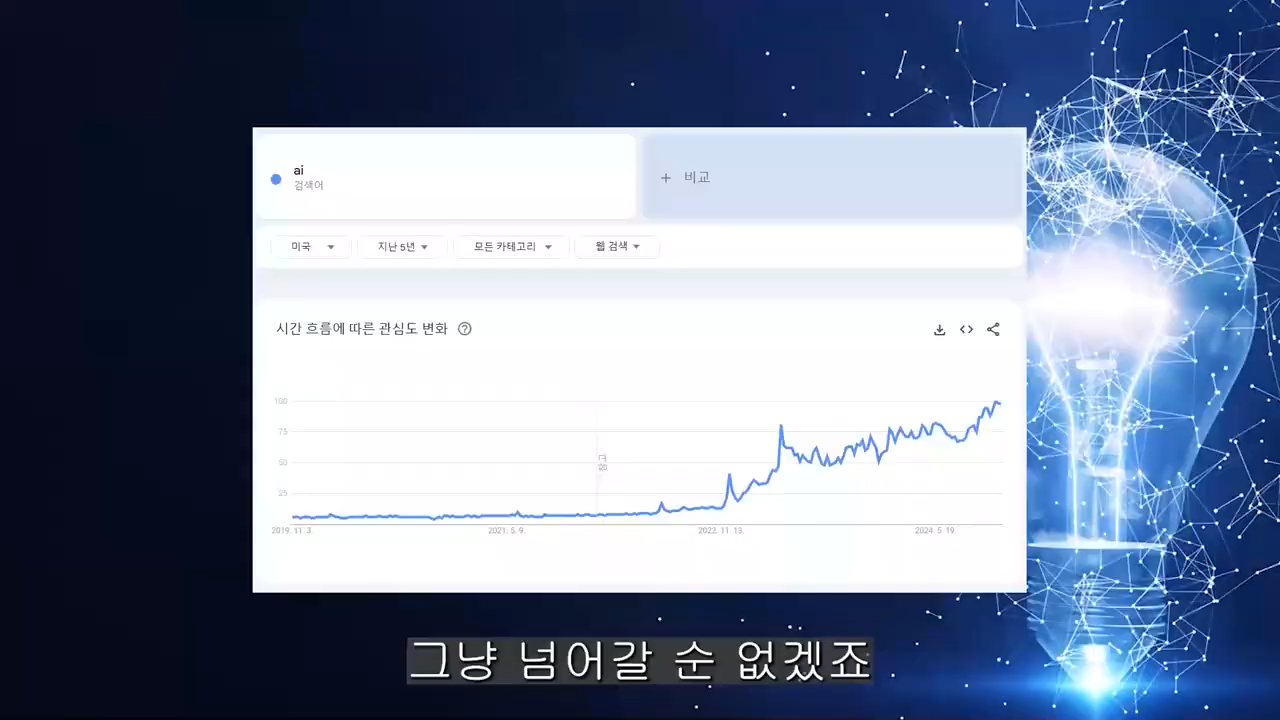 ai
검색어
+ 비교
미국
지난 5년
모든 카테고리
웹 검색
시간 흐름에 따른 관심도 변화
100
75
50
25
참고
2019. 11. 3.
2021. 5. 9.
2022. 11. 13.
2024. 5. 19.
그냥 넘어갈 순 없겠죠